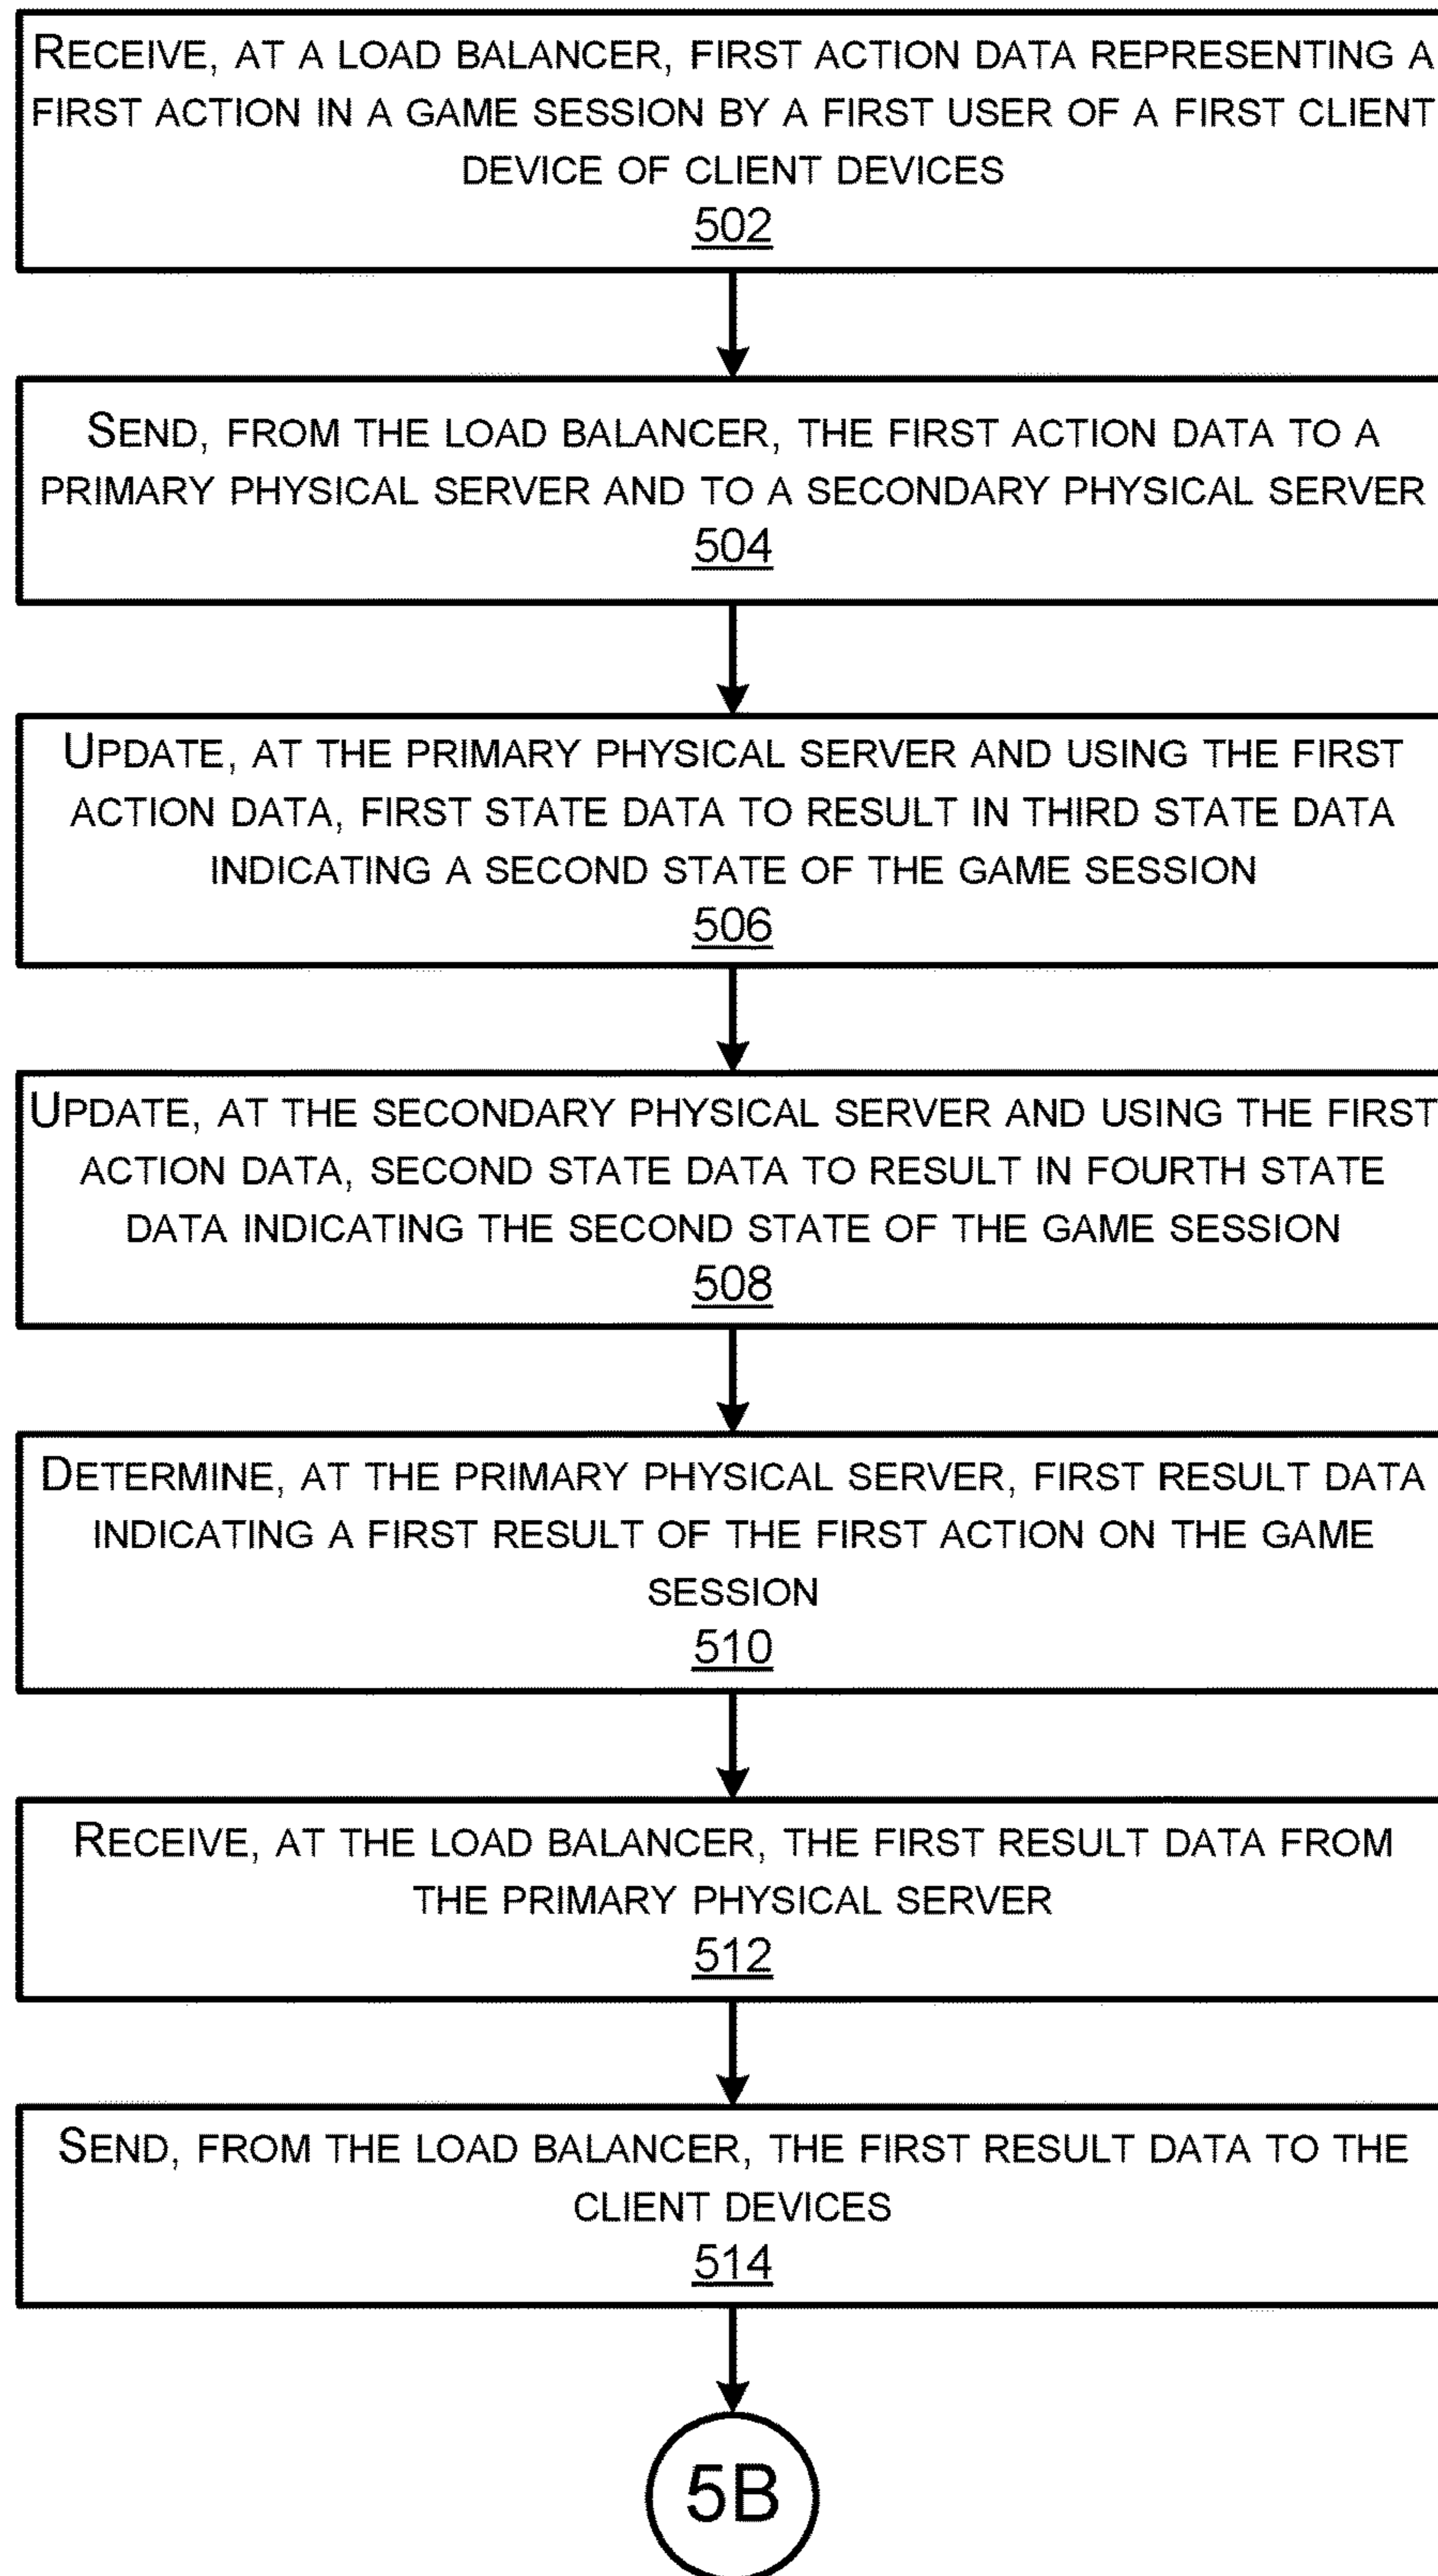 RECEIVE, AT A LOAD BALANCER, FIRST ACTION DATA REPRESENTING A
FIRST ACTION IN A GAME SESSION BY A FIRST USER OF A FIRST CLIENT
DEVICE OF CLIENT DEVICES
502
SEND, FROM THE LOAD BALANCER, THE FIRST ACTION DATA TO A
PRIMARY PHYSICAL SERVER AND TO A SECONDARY PHYSICAL SERVER
504
UPDATE, AT THE PRIMARY PHYSICAL SERVER AND USING THE FIRST
ACTION DATA, FIRST STATE DATA TO RESULT IN THIRD STATE DATA
INDICATING A SECOND STATE OF THE GAME SESSION
506
UPDATE, AT THE SECONDARY PHYSICAL SERVER AND USING THE FIRST
ACTION DATA, SECOND STATE DATA TO RESULT IN FOURTH STATE
DATA INDICATING THE SECOND STATE OF THE GAME SESSION
508
DETERMINE, AT THE PRIMARY PHYSICAL SERVER, FIRST RESULT DATA
INDICATING A FIRST RESULT OF THE FIRST ACTION ON THE GAME
SESSION
510
RECEIVE, AT THE LOAD BALANCER, THE FIRST RESULT DATA FROM
THE PRIMARY PHYSICAL SERVER
512
SEND, FROM THE LOAD BALANCER, THE FIRST RESULT DATA TO THE
CLIENT DEVICES
514
5B